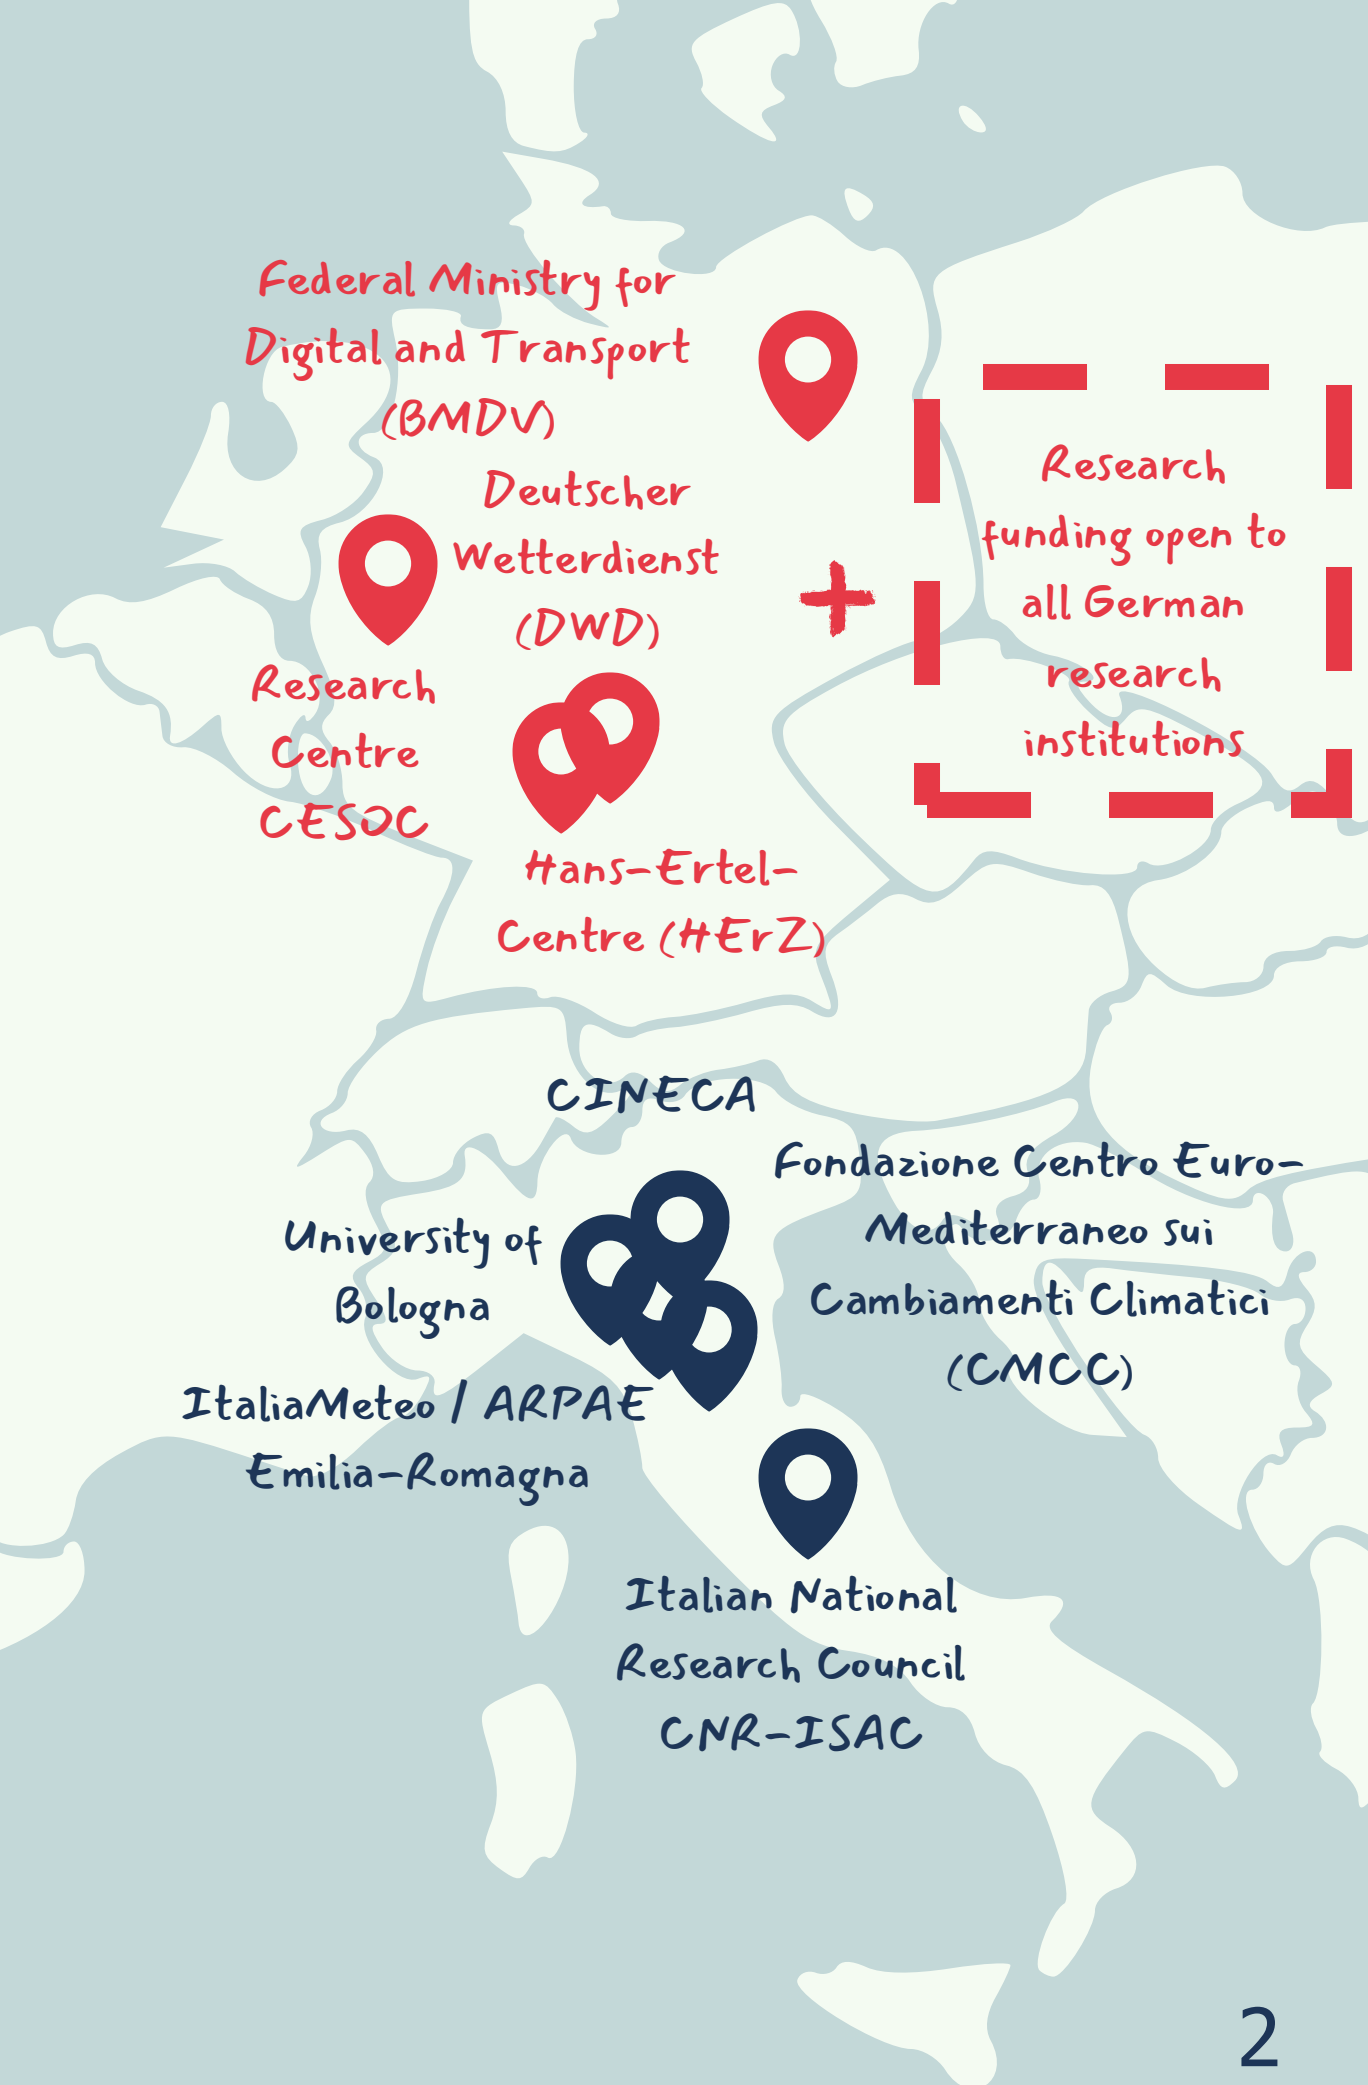 Federal Ministry for
Digital and Transport
(BMDV)
Deutscher
Wetterdienst
(DWD)
Research
Centre
CESOC
Hans-Ertel-
Centre (HErZ)
+
Research
funding open to
all German
research
institutions
CINECA
Fondazione Centro Euro-
Mediterraneo sui
Cambiamenti Climatici
(CMCC)
University of
Bologna
ItaliaMeteo / ARPAE
Emilia-Romagna
Italian National
Research Council
CNR-ISAC
2